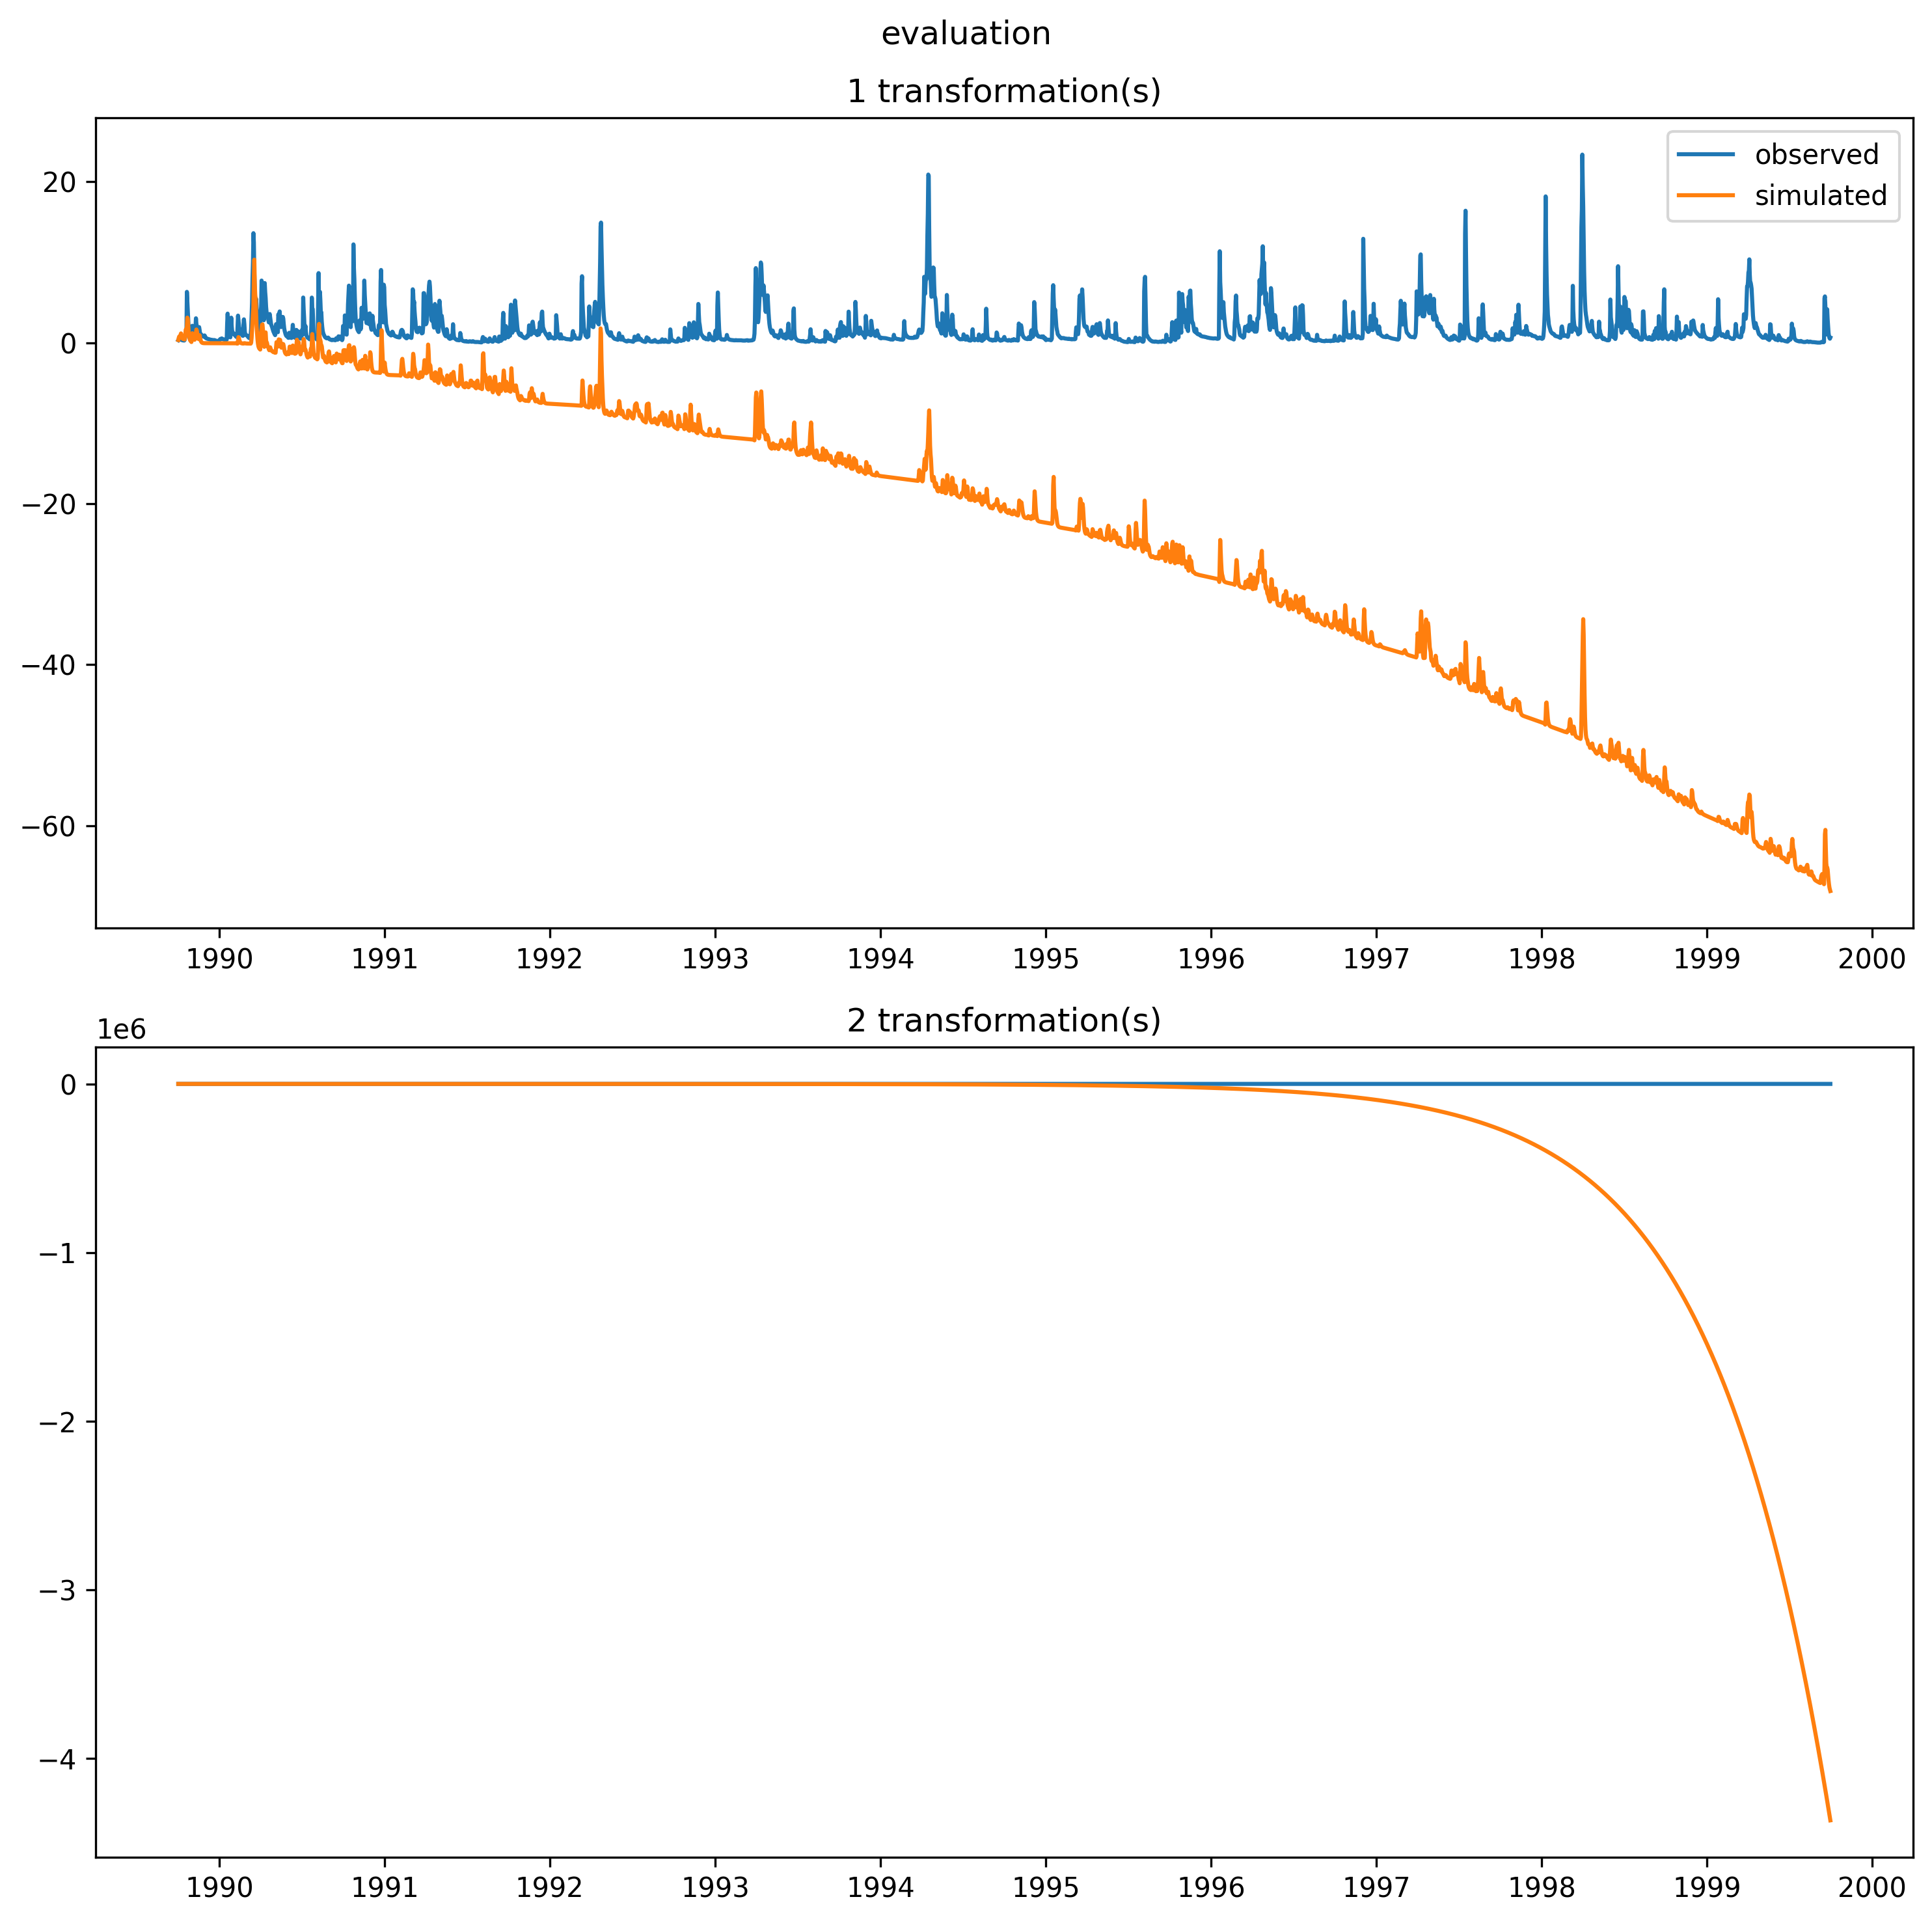 evaluation
1 transformation(s)
observed
simulated
20
0
−20
−40
−60
1990 1991 1992 1993 1994 1995 1996 1997 1998 1999 2000
2 transformation(s)
1e6
0
−1
−2
−3
−4
1990 1991 1992 1993 1994 1995 1996 1997 1998 1999 2000